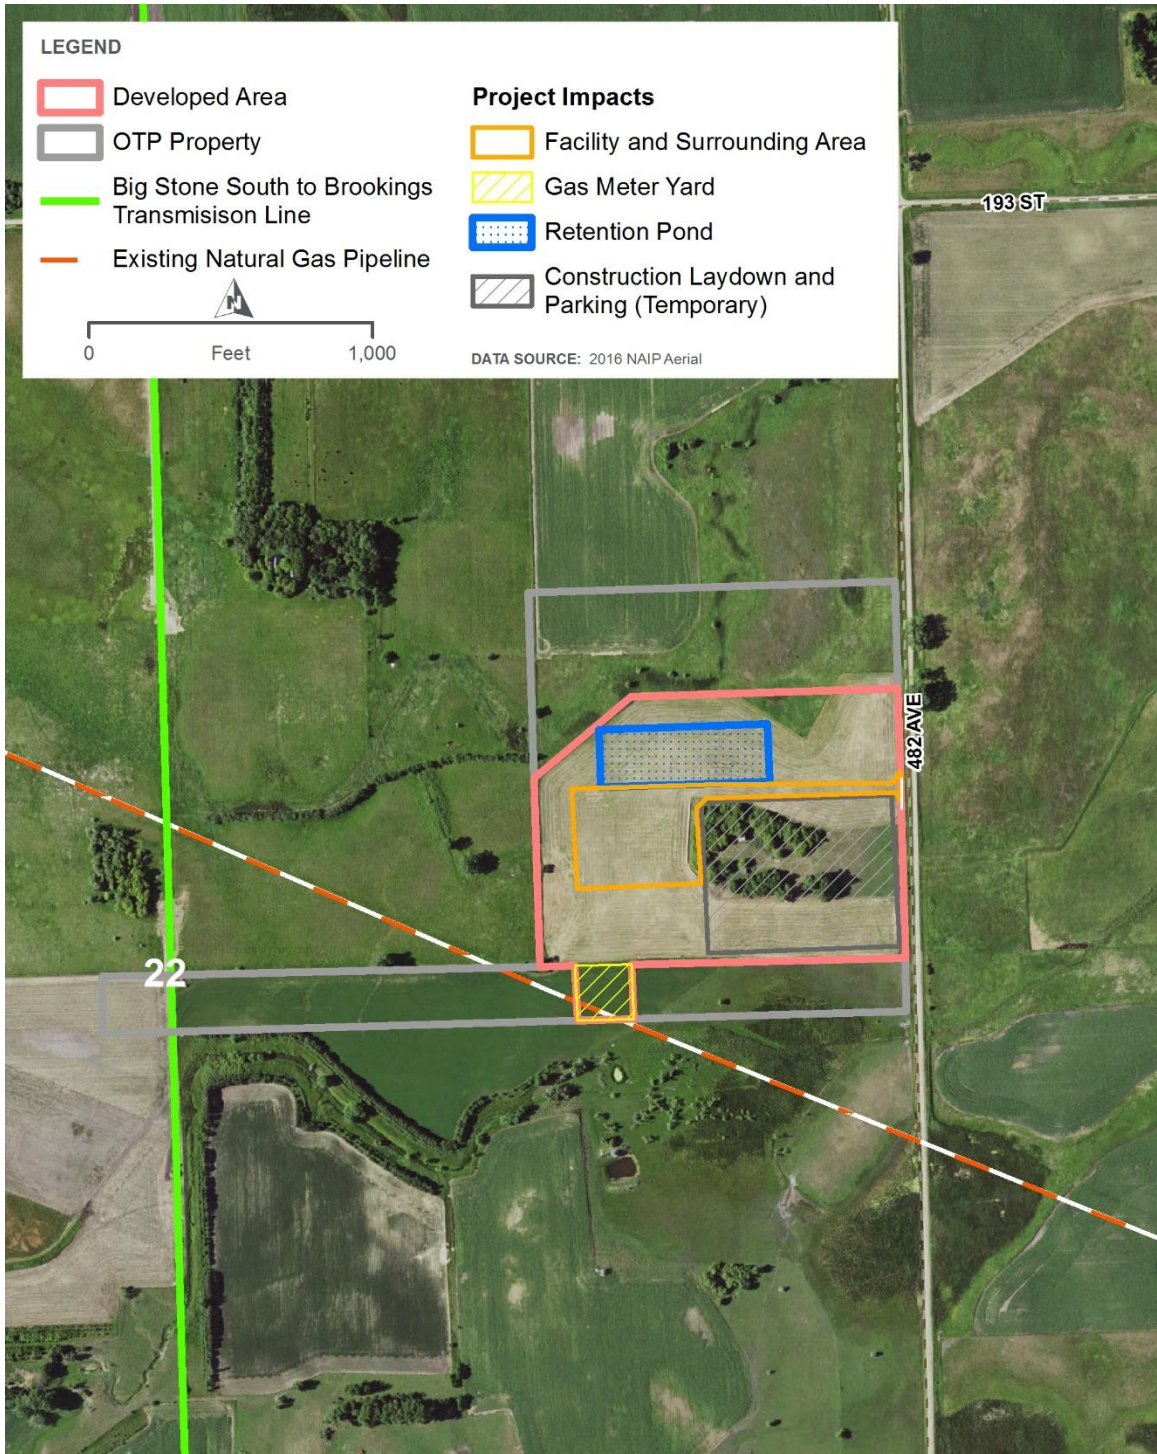 LEGEND
Developed Area
OTP Property
Big Stone South to Brookings
Transmisison Line
Existing Natural Gas Pipeline
N
0 Feet 1,000
Project Impacts
Facility and Surrounding Area
Gas Meter Yard
Retention Pond
Construction Laydown and
Parking (Temporary)
DATA SOURCE: 2016 NAIP Aerial
193 ST
482 AVE
22